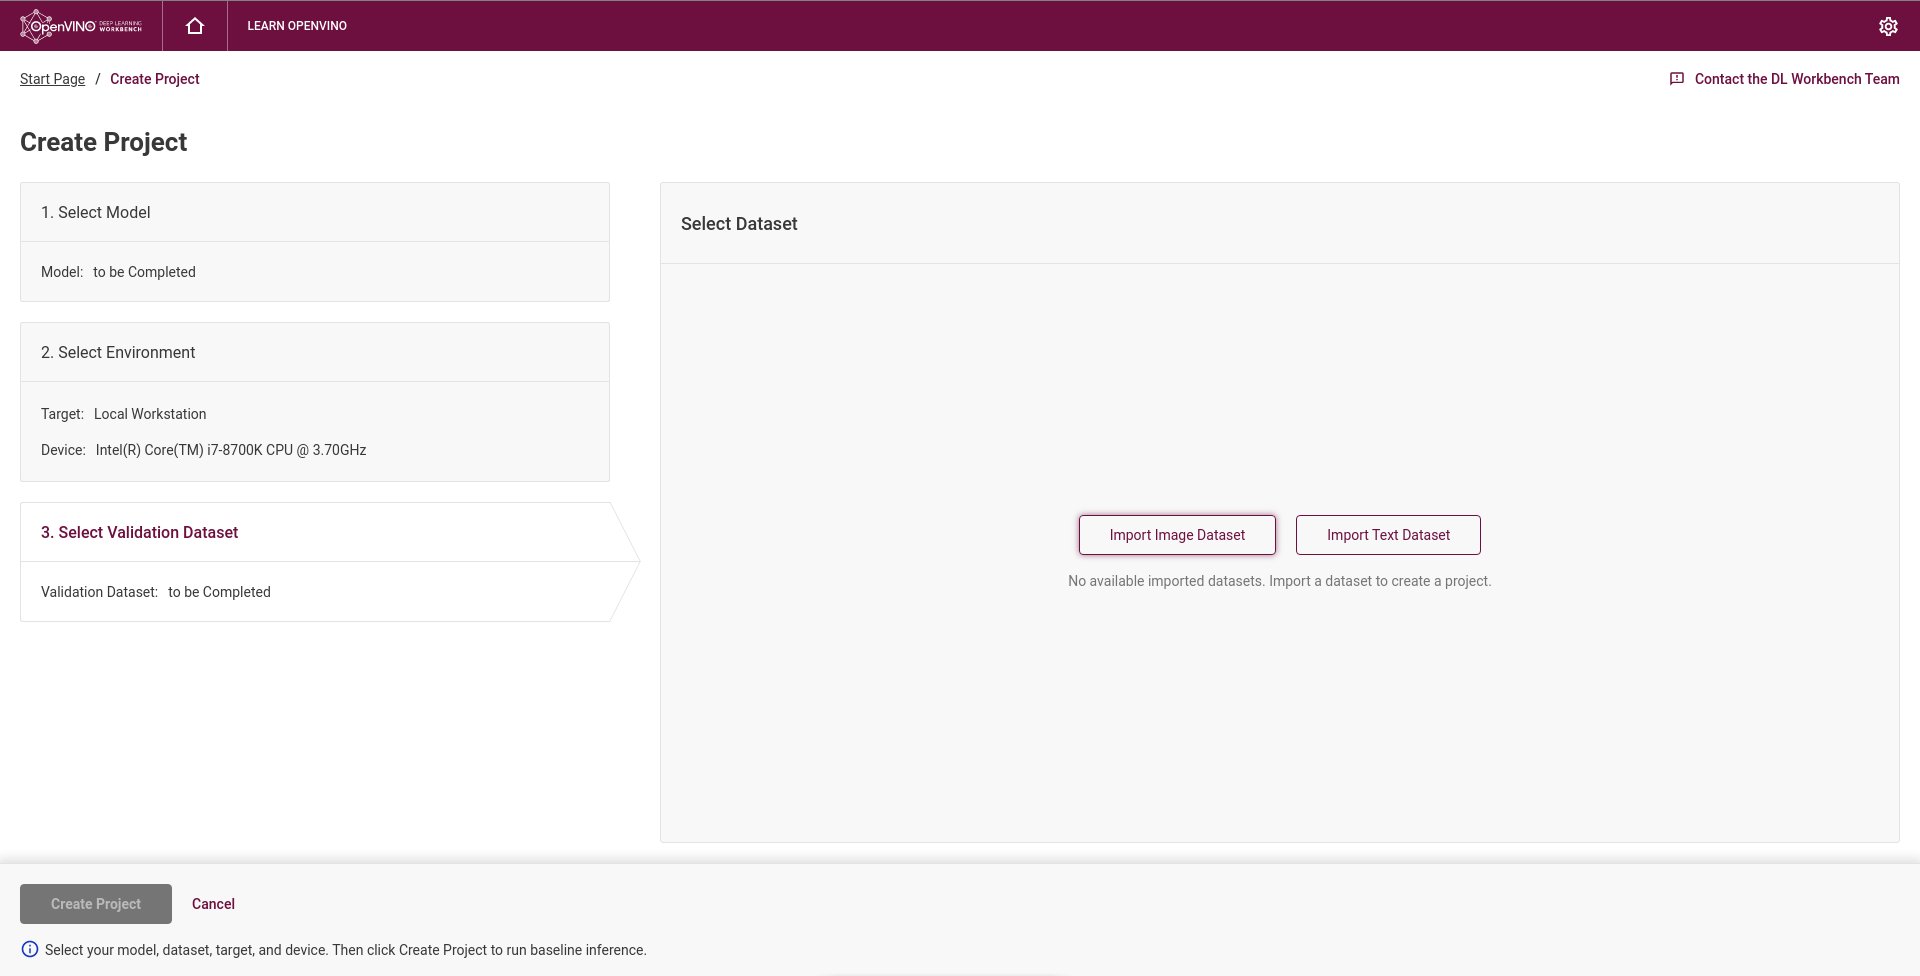 OpenVINO DEEP LEARNING WORKBENCH
LEARN OPENVINO
Start Page / Create Project
Contact the DL Workbench Team
Create Project
1. Select Model
Model: to be Completed
2. Select Environment
Target: Local Workstation
Device: Intel(R) Core(TM) i7-8700K CPU @ 3.70GHz
3. Select Validation Dataset
Validation Dataset: to be Completed
Select Dataset
Import Image Dataset
Import Text Dataset
No available imported datasets. Import a dataset to create a project.
Create Project
Cancel
Select your model, dataset, target, and device. Then click Create Project to run baseline inference.